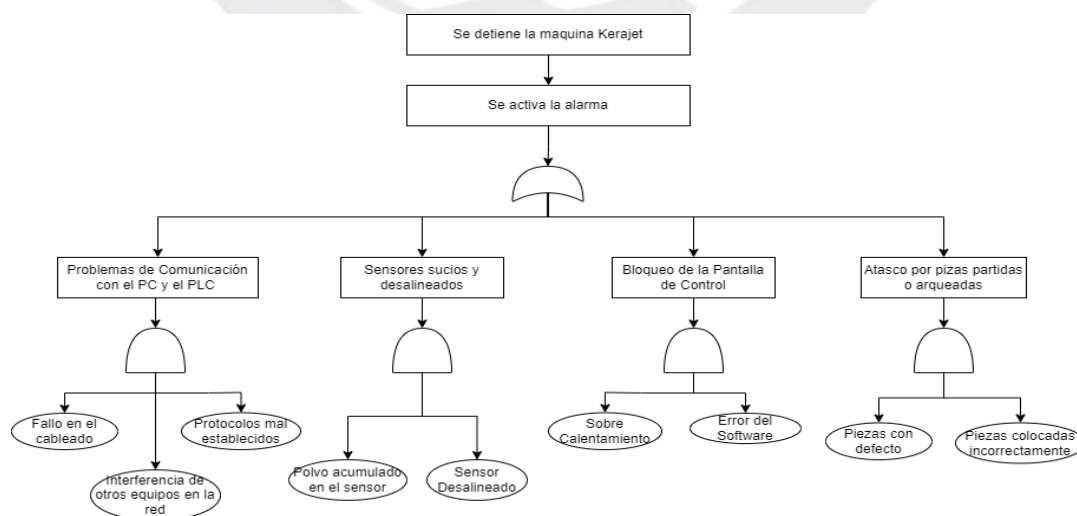 Se detiene la maquina Kerajet
Se activa la alarma
Problemas de Comunicación
con el PC y el PLC
Sensores sucios y
desalineados
Bloqueo de la Pantalla
de Control
Atasco por pizas partidas
o arqueadas
Fallo en el
cableado
Interferencia de
otros equipos en la
red
Protocolos mal
establecidos
Polvo acumulado
en el sensor
Sensor
Desalineado
Sobre
Calentamiento
Error del
Software
Piezas con
defecto
Piezas colocadas
incorrectamente